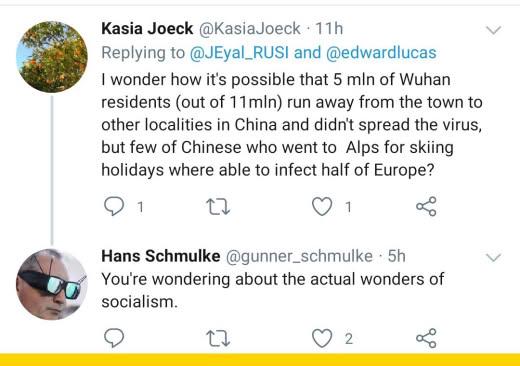 Kasia Joeck @KasiaJoeck · 11h
Replying to @JEyal_RUSI and @edwardlucas
I wonder how it's possible that 5 mln of Wuhan
residents (out of 11mln) run away from the town to
other localities in China and didn't spread the virus,
but few of Chinese who went to Alps for skiing
holidays where able to infect half of Europe?
1 1
Hans Schmulke @gunner_schmulke · 5h
You're wondering about the actual wonders of
socialism.
2